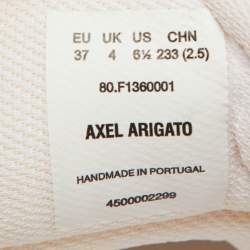 EU UK US CHN
37 4 6½ 233 (2.5)
80.F1360001
AXEL ARIGATO
HANDMADE IN PORTUGAL
4500002299